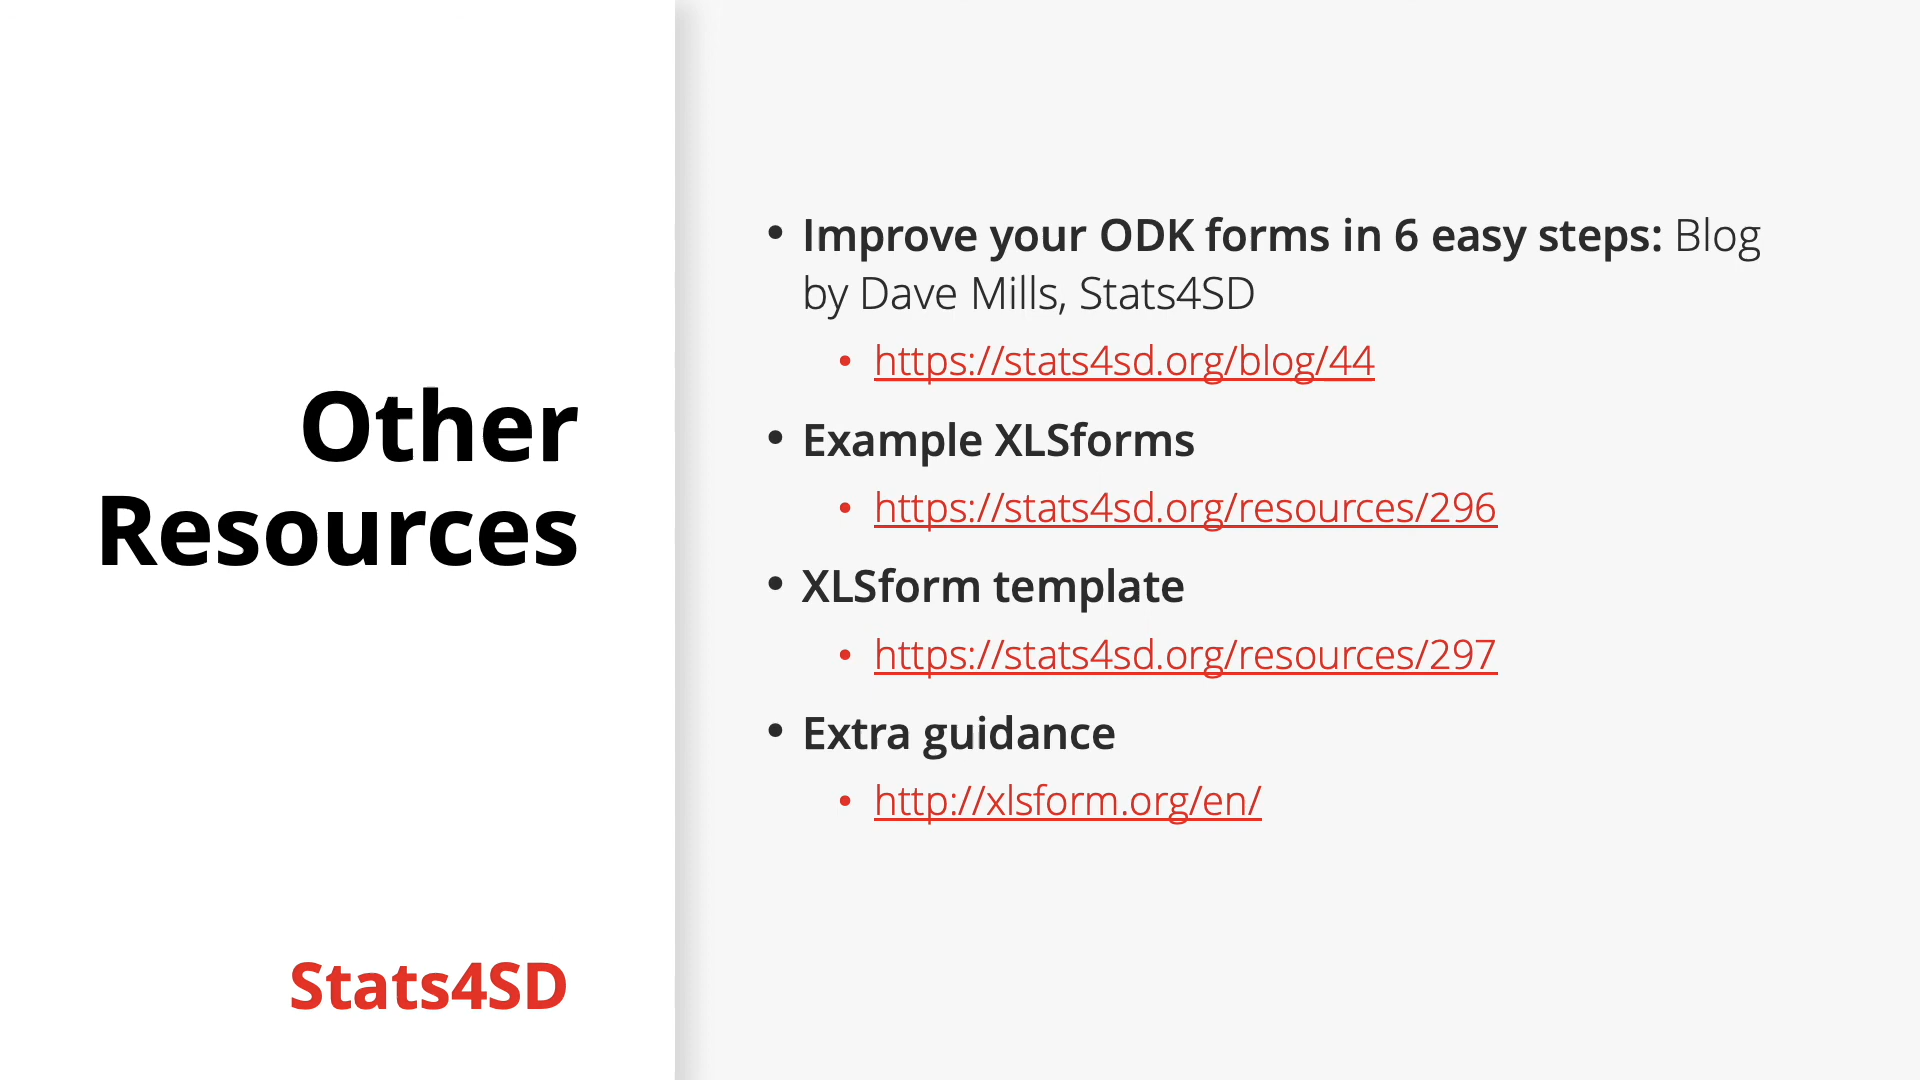 Other
Resources
Stats4SD
• Improve your ODK forms in 6 easy steps: Blog
by Dave Mills, Stats4SD
• https://stats4sd.org/blog/44
• Example XLSforms
• https://stats4sd.org/resources/296
• XLSform template
• https://stats4sd.org/resources/297
• Extra guidance
• http://xlsform.org/en/